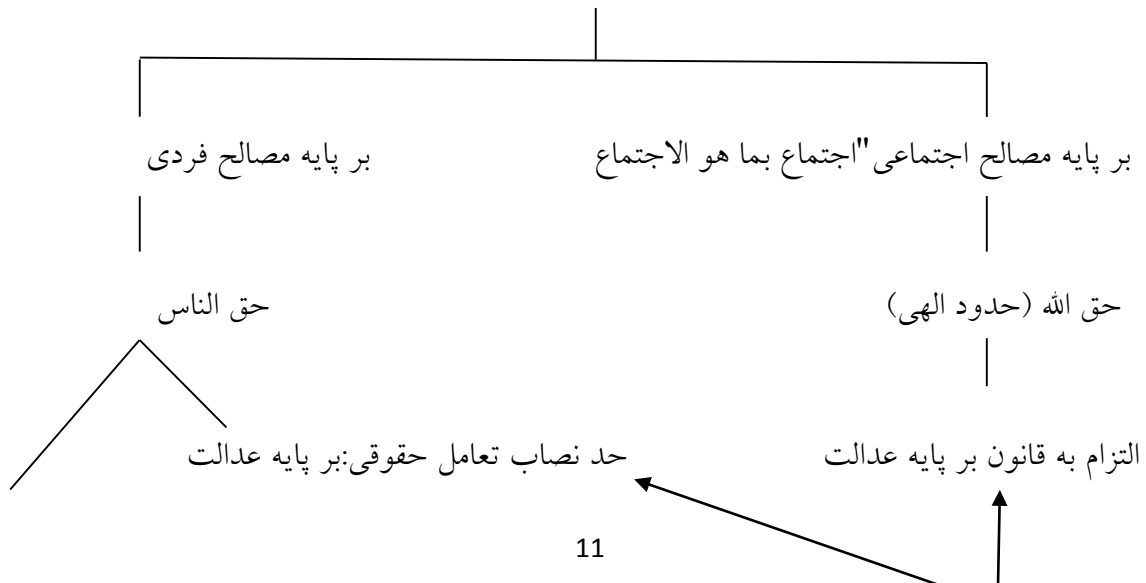 بر پایه مصالح اجتماعی"اجتماع بما هو الاجتماع
بر پایه مصالح فردی
حق الله (حدود الهی)
حق الناس
التزام به قانون بر پایه عدالت
حد نصاب تعامل حقوقی:بر پایه عدالت
11